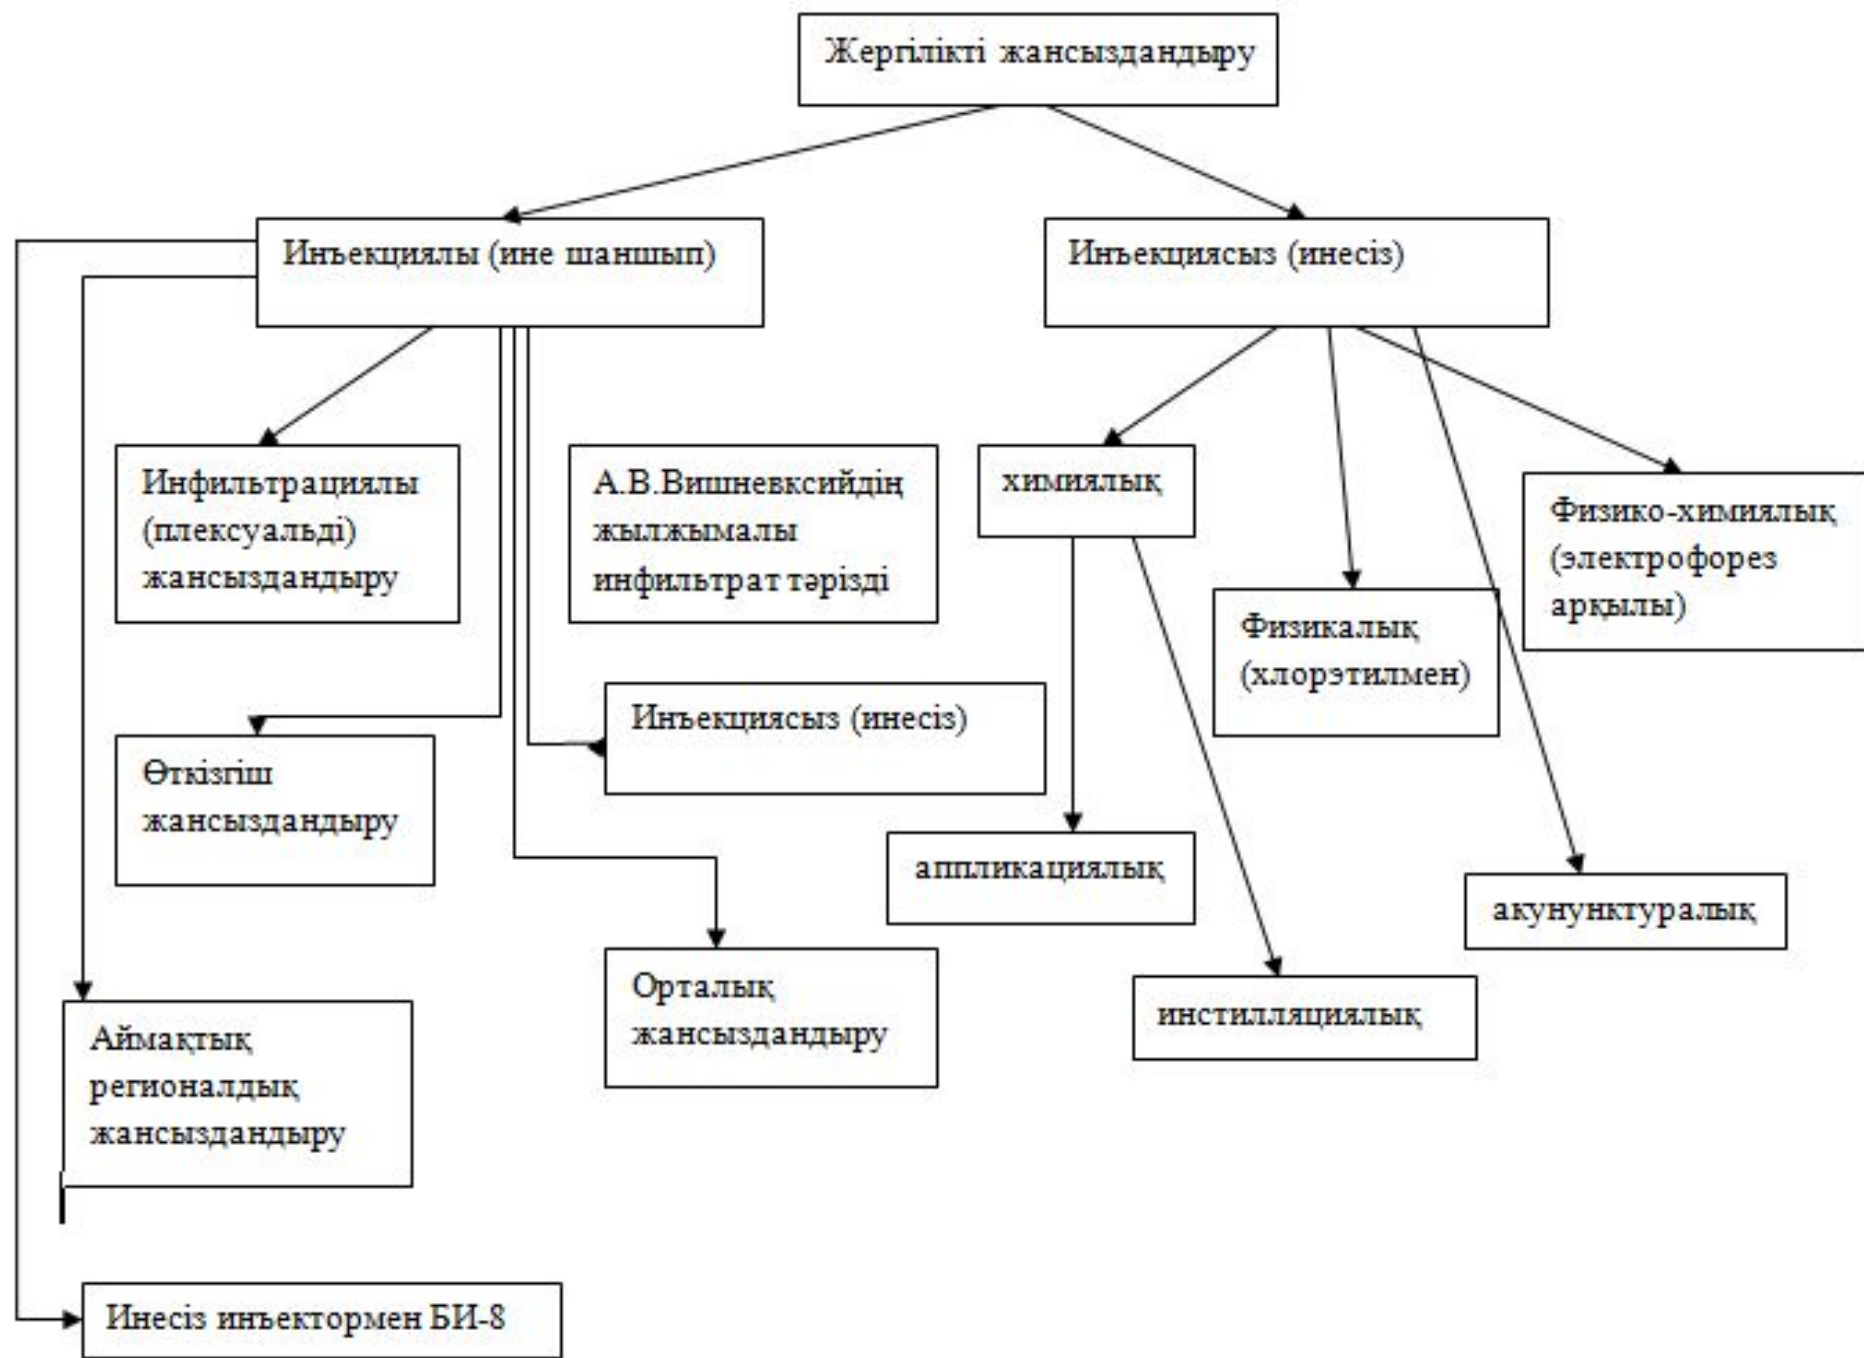 Жергілікті жансыздандыру
Инъекциялы (ине шаншып)
Инъекциясыз (инесіз)
Инфильтрациялы
(плексуальді)
жансыздандыру
А.В.Вишневксийдің
жылжымалы
инфильтрат тәрізді
химиялық
Физико-химиялық
(электрофорез
арқылы)
Физикалық
(хлорэтилмен)
Инъекциясыз (инесіз)
Өткізгіш
жансыздандыру
аппликациялық
акунунктуралық
Орталық
жансыздандыру
инстилляциялық
Аймақтық
регионалдық
жансыздандыру
Инесіз инъектормен БИ-8